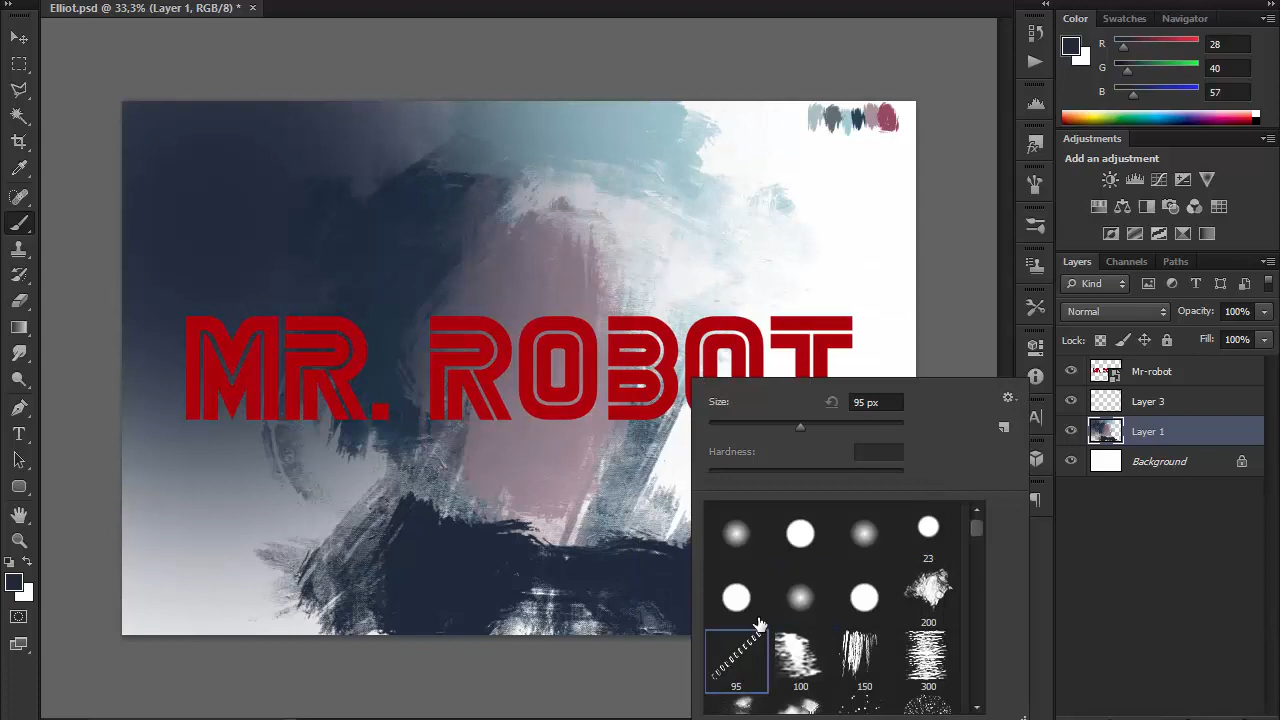 Elliot.psd @ 33,3% (Layer 1, RGB/8) * ×
Color Swatches Navigator
R 28
G 40
B 57
Adjustments
Add an adjustment
Layers Channels Paths
Kind
Normal Opacity: 100%
Lock: Fill: 100%
Mr-robot
Layer 3
Layer 1
Background
MR. ROBOT
Size: 95 px
Hardness:
23
200
95 100 150 300